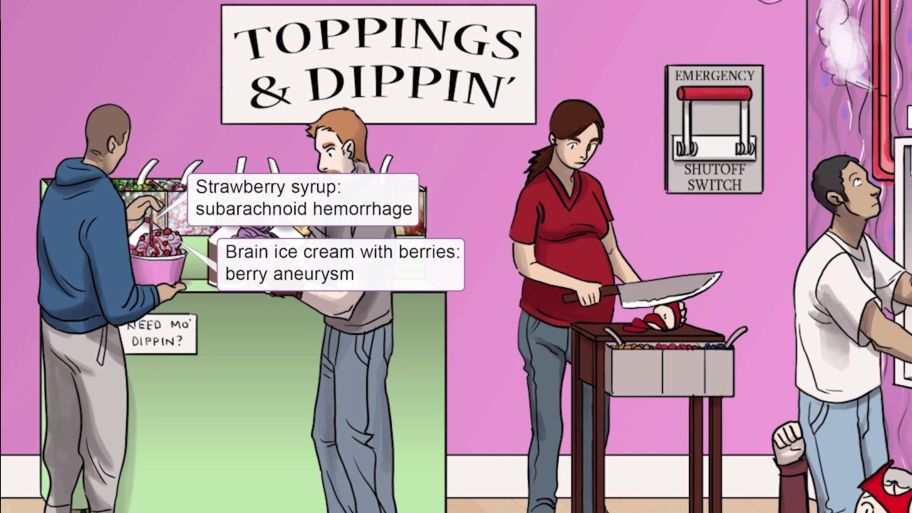 TOPPINGS
& DIPPIN'
EMERGENCY
SHUTOFF
SWITCH
Strawberry syrup:
subarachnoid hemorrhage
Brain ice cream with berries:
berry aneurysm
NEED MO'
DIPPIN?